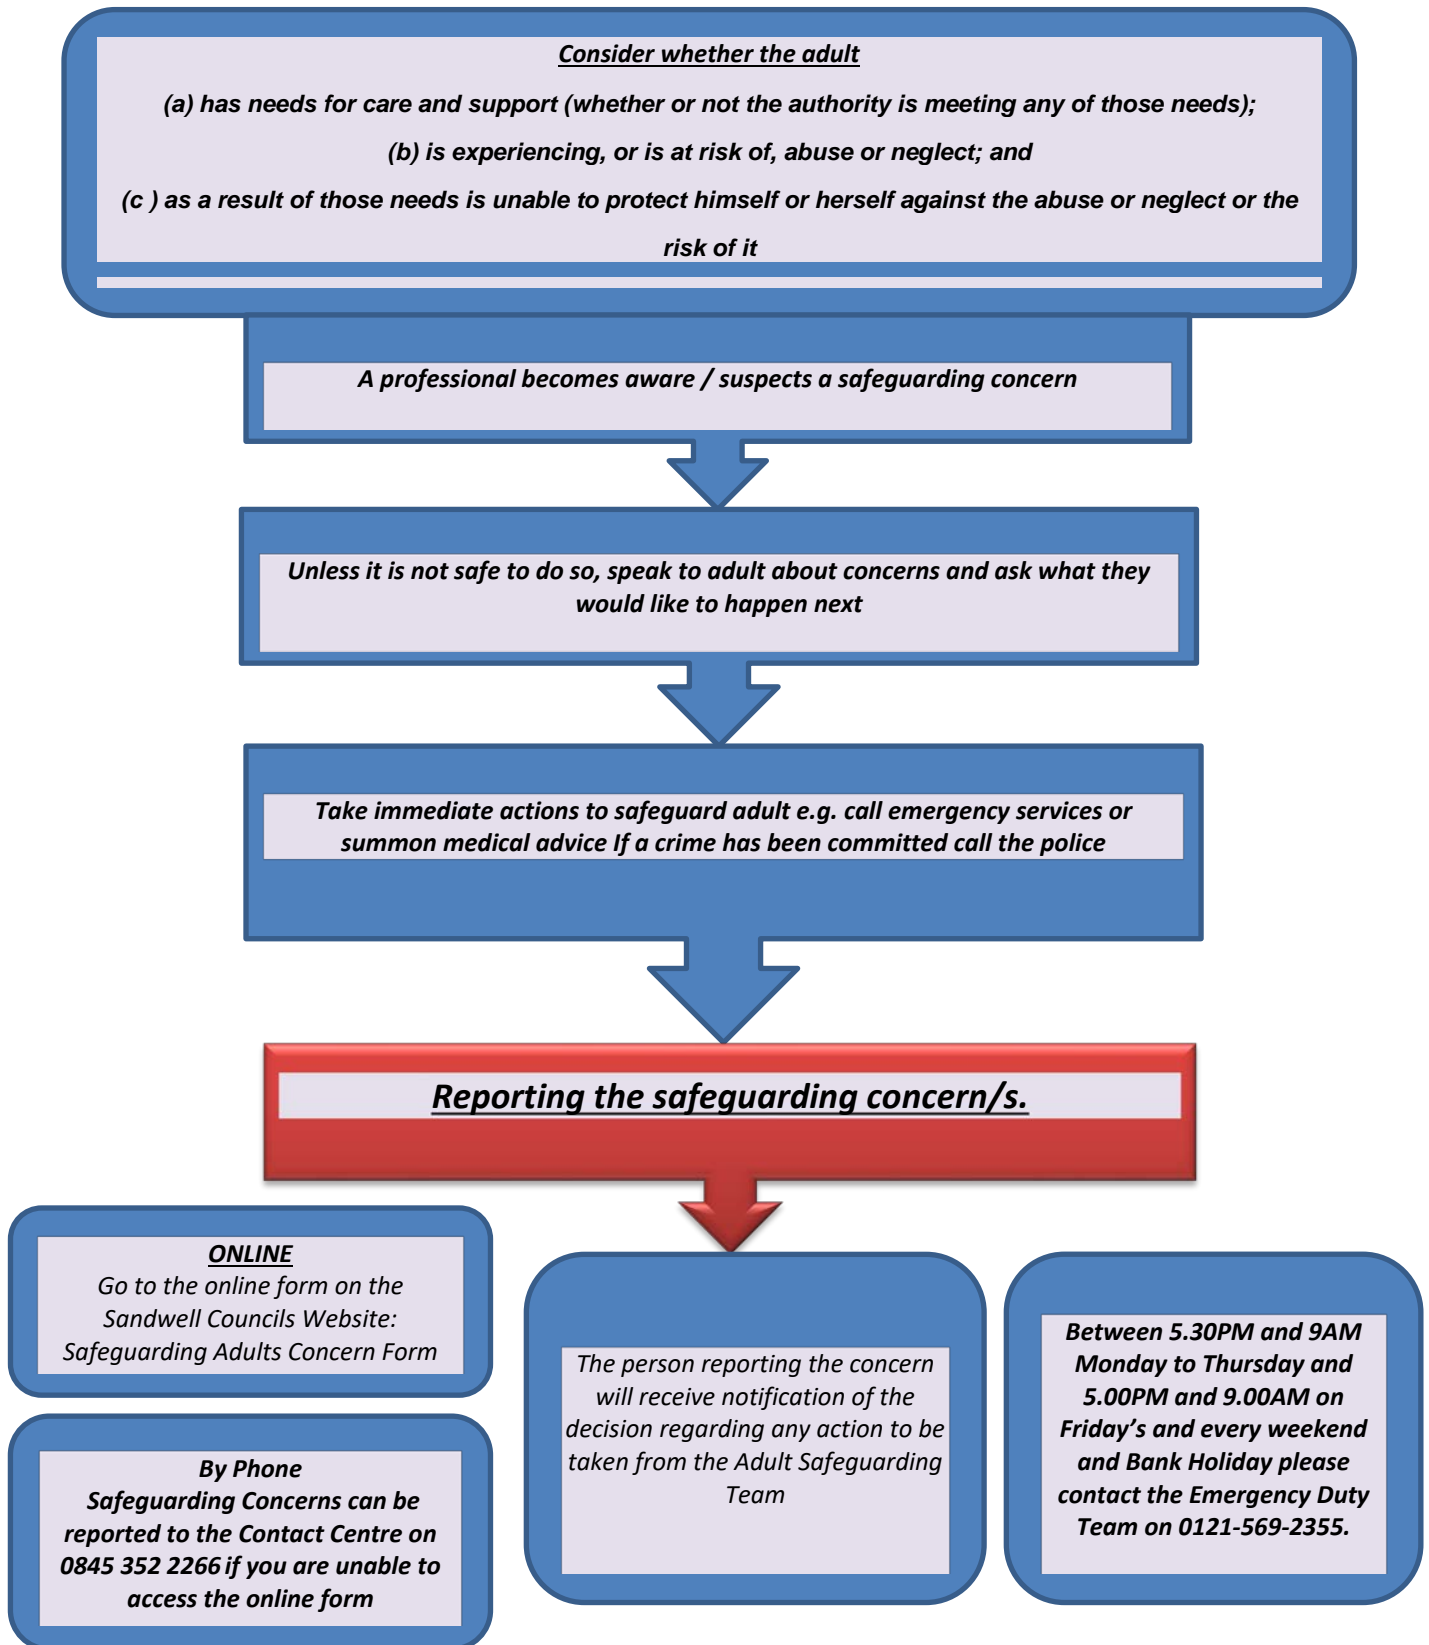 Consider whether the adult
(a) has needs for care and support (whether or not the authority is meeting any of those needs);
(b) is experiencing, or is at risk of, abuse or neglect; and
(c ) as a result of those needs is unable to protect himself or herself against the abuse or neglect or the
risk of it
A professional becomes aware / suspects a safeguarding concern
Unless it is not safe to do so, speak to adult about concerns and ask what they
would like to happen next
Take immediate actions to safeguard adult e.g. call emergency services or
summon medical advice If a crime has been committed call the police
Reporting the safeguarding concern/s.
ONLINE
Go to the online form on the
Sandwell Councils Website:
Safeguarding Adults Concern Form
By Phone
Safeguarding Concerns can be
reported to the Contact Centre on
0845 352 2266 if you are unable to
access the online form
The person reporting the concern
will receive notification of the
decision regarding any action to be
taken from the Adult Safeguarding
Team
Between 5.30PM and 9AM
Monday to Thursday and
5.00PM and 9.00AM on
Friday’s and every weekend
and Bank Holiday please
contact the Emergency Duty
Team on 0121-569-2355.